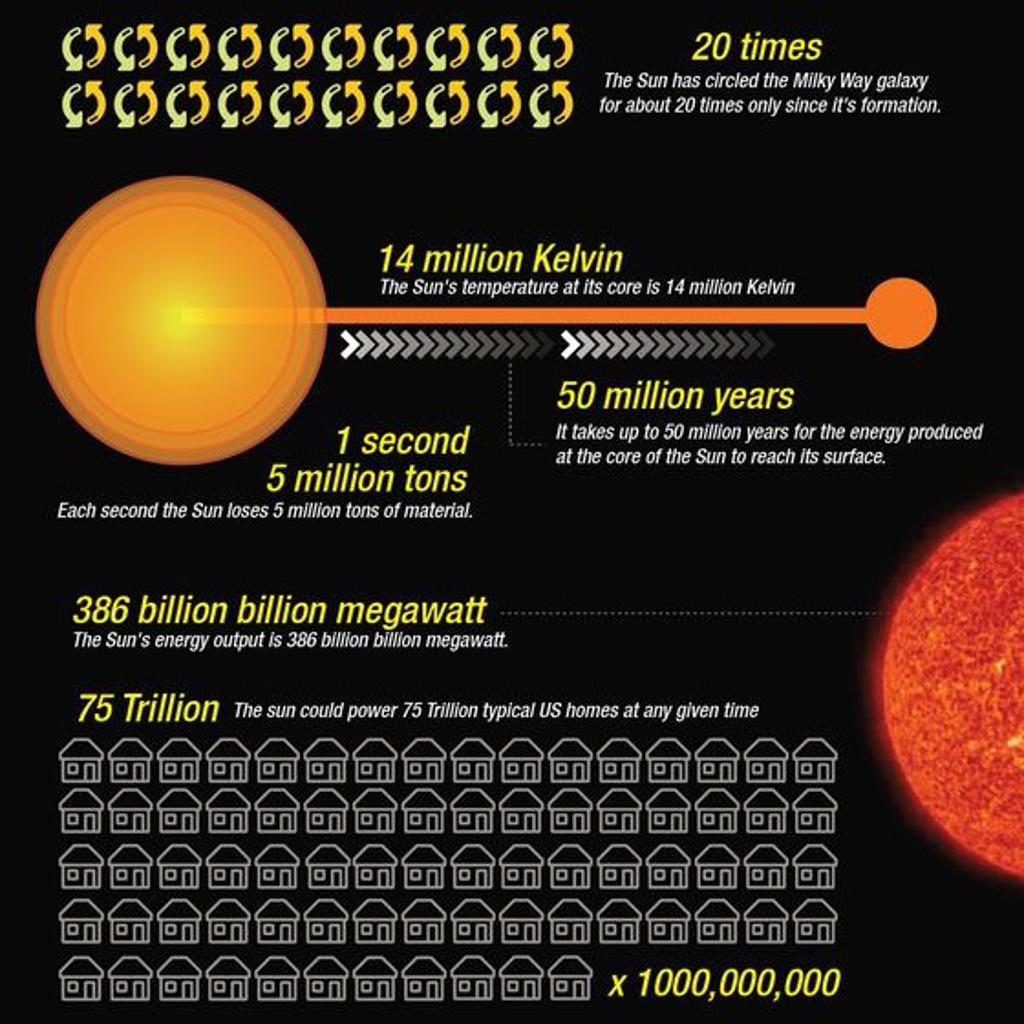 20 times
The Sun has circled the Milky Way galaxy
for about 20 times only since it's formation.
14 million Kelvin
The Sun's temperature at its core is 14 million Kelvin
50 million years
It takes up to 50 million years for the energy produced
at the core of the Sun to reach its surface.
1 second
5 million tons
Each second the Sun loses 5 million tons of material.
386 billion billion megawatt
The Sun's energy output is 386 billion billion megawatt.
75 Trillion The sun could power 75 Trillion typical US homes at any given time
x 1000,000,000